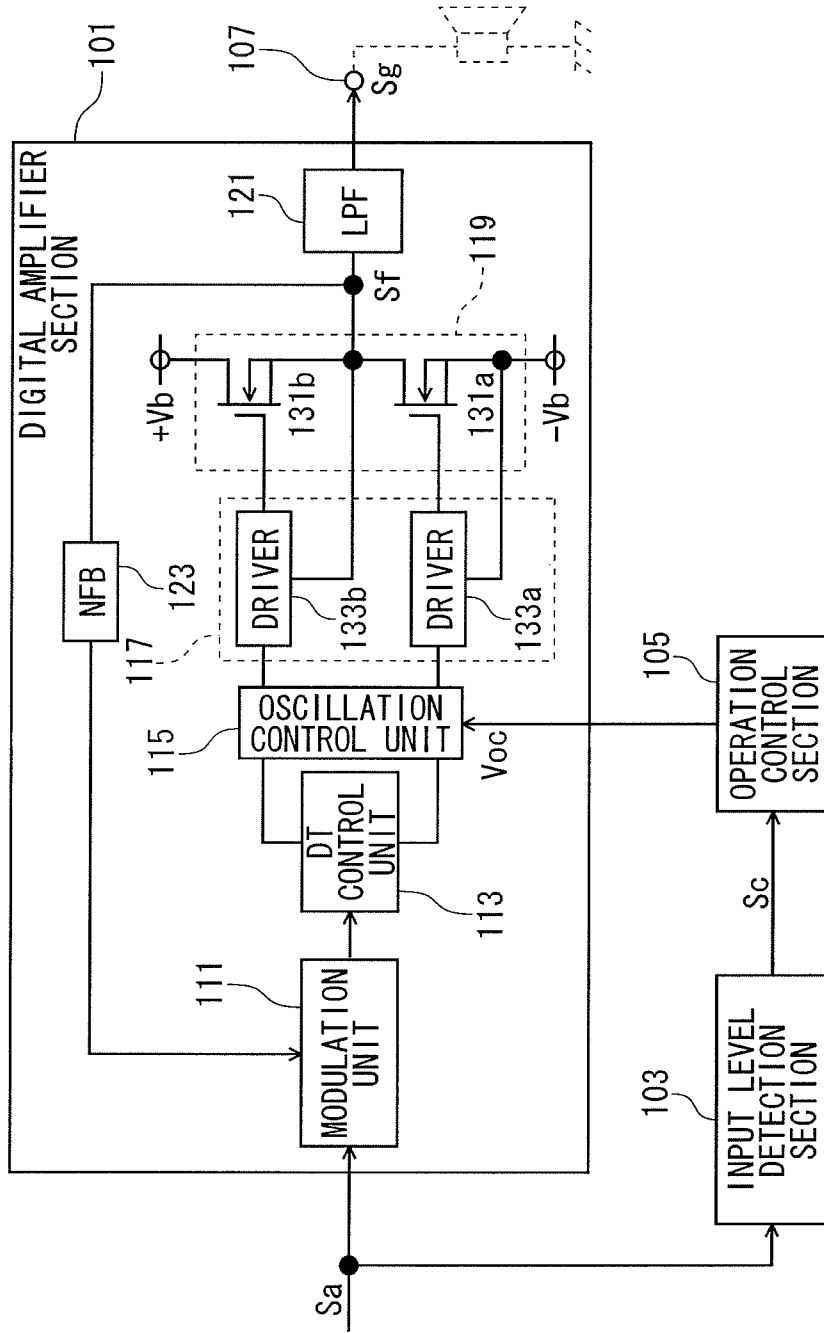 DIGITAL AMPLIFIER
SECTION
101
NFB
123
+Vb
121
LPF
107
Sg
Sf
119
117
DRIVER
133b
131b
115
OSCILLATION
CONTROL UNIT
DRIVER
133a
131a
-Vb
111
MODULATION
UNIT
DT
CONTROL
UNIT
113
Voc
Sa
103
INPUT LEVEL
DETECTION
SECTION
Sc
105
OPERATION
CONTROL
SECTION